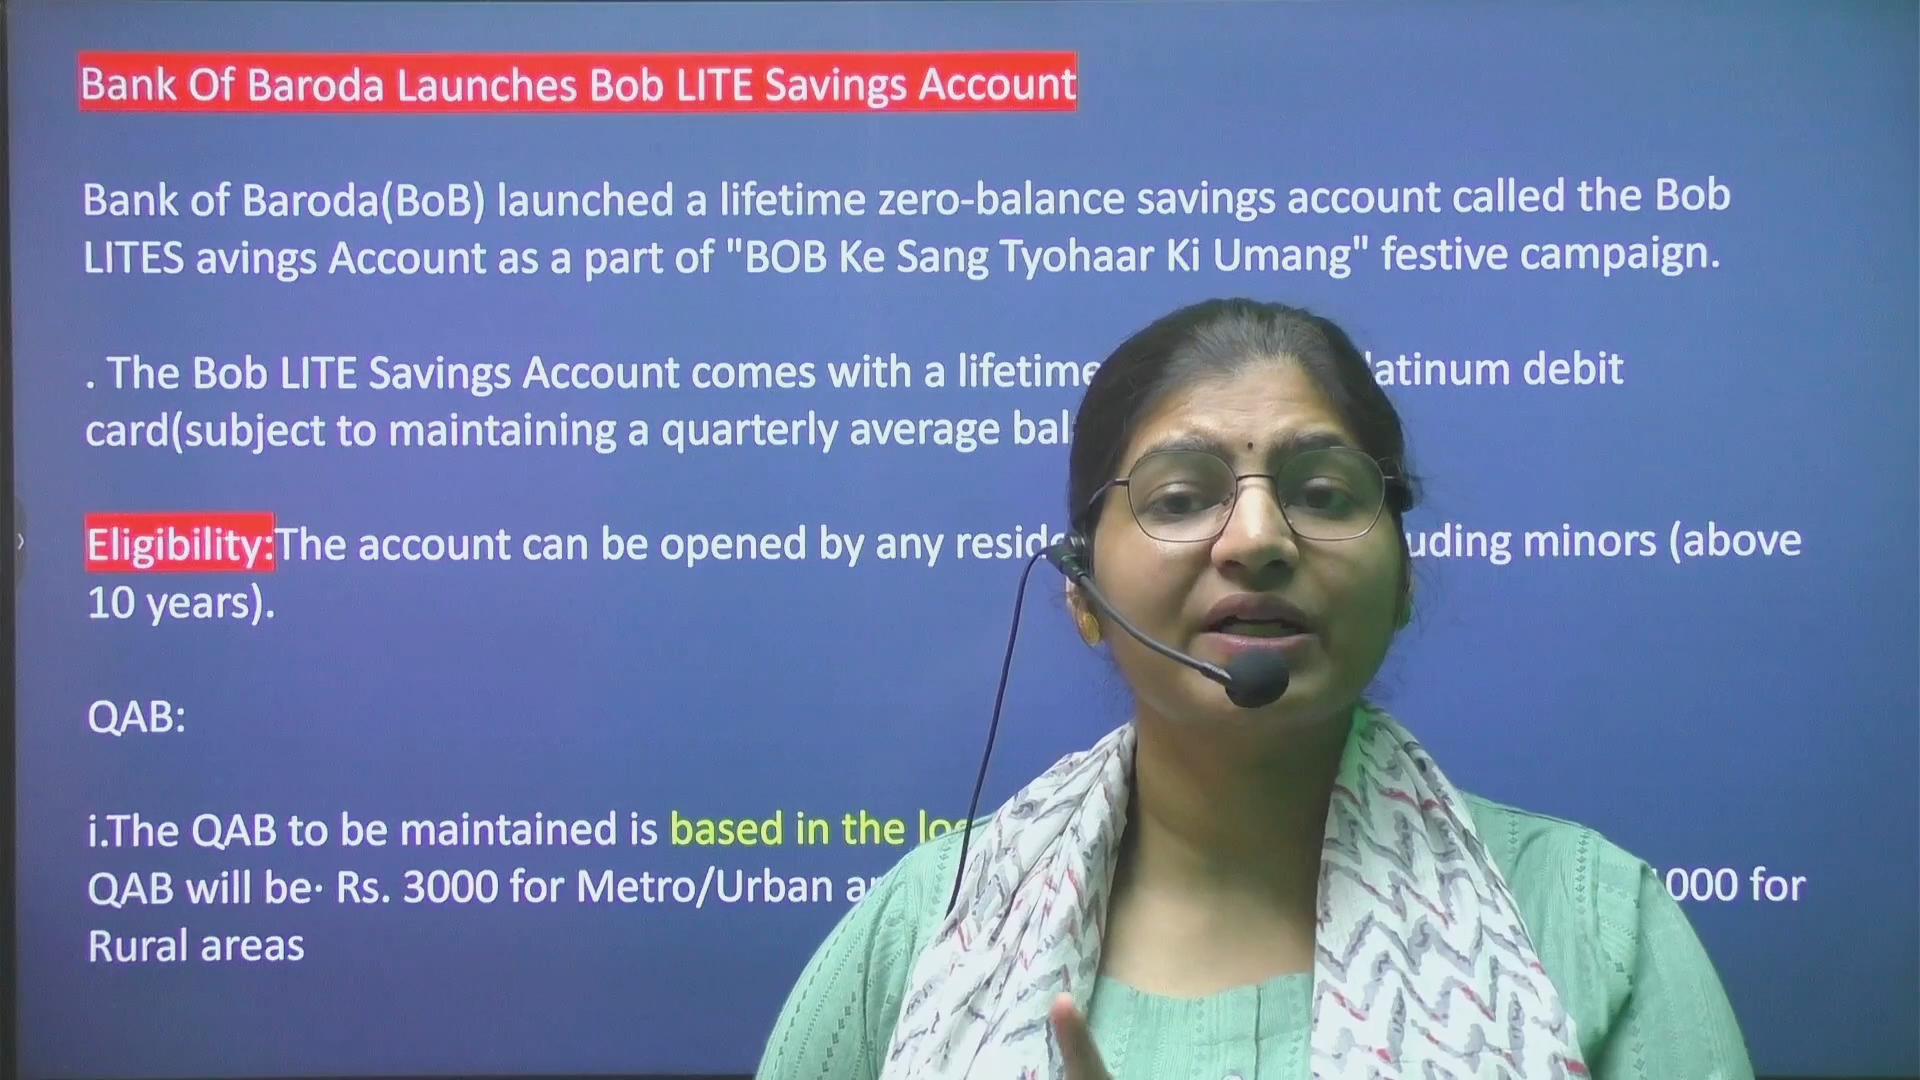 Bank Of Baroda Launches Bob LITE Savings Account
Bank of Baroda(BoB) launched a lifetime zero-balance savings account called the Bob
LITES avings Account as a part of "BOB Ke Sang Tyohaar Ki Umang" festive campaign.
. The Bob LITE Savings Account comes with a lifetime debit
card(subject to maintaining a quarterly average
Eligibility:The account can be opened by any minors (above
10 years).
QAB:
i.The QAB to be maintained is based in the
QAB will be· Rs. 3000 for Metro/Urban for
Rural areas